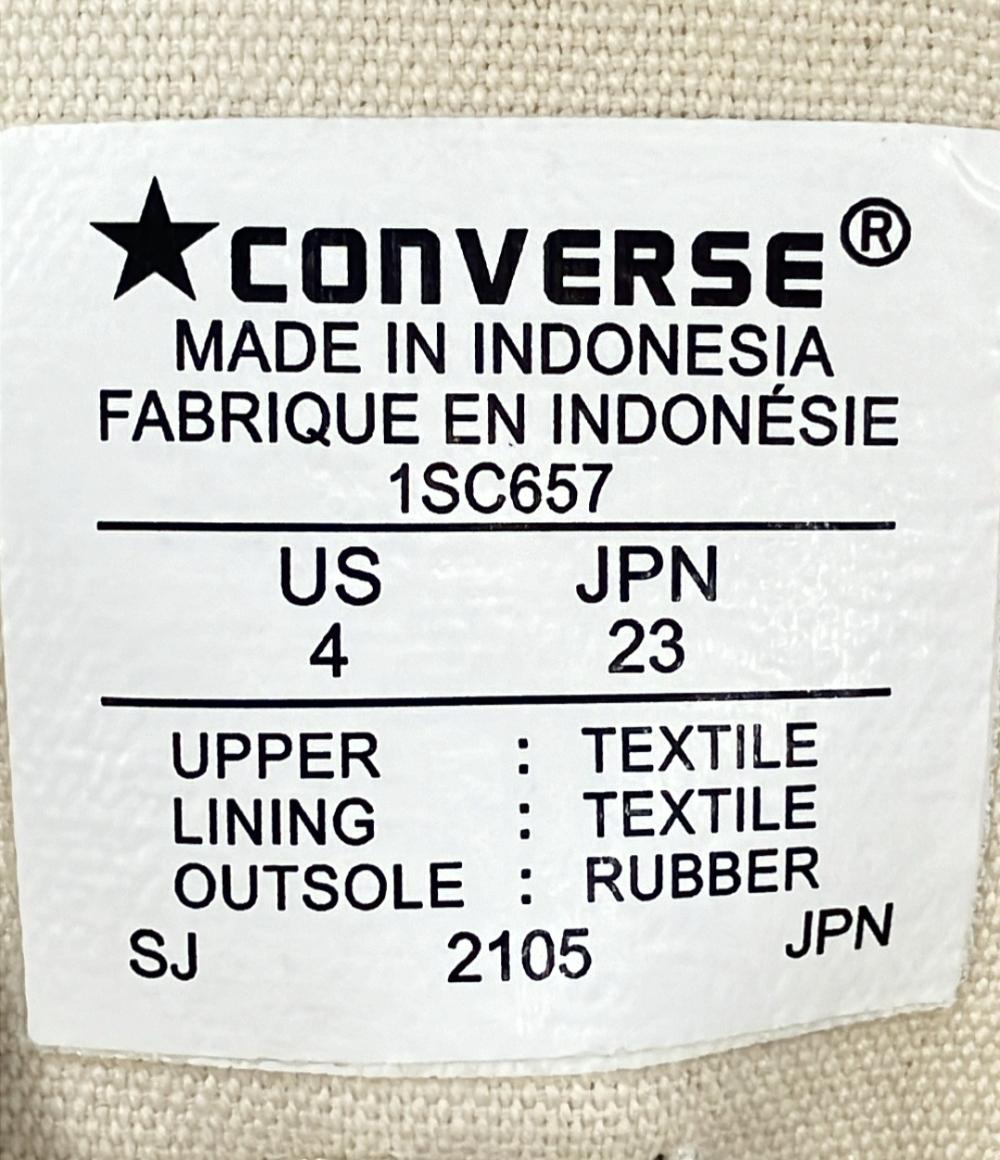 ★CONVERSE®
MADE IN INDONESIA
FABRIQUE EN INDONÉSIE
1SC657
US JPN
4 23
UPPER : TEXTILE
LINING : TEXTILE
OUTSOLE : RUBBER
SJ 2105 JPN